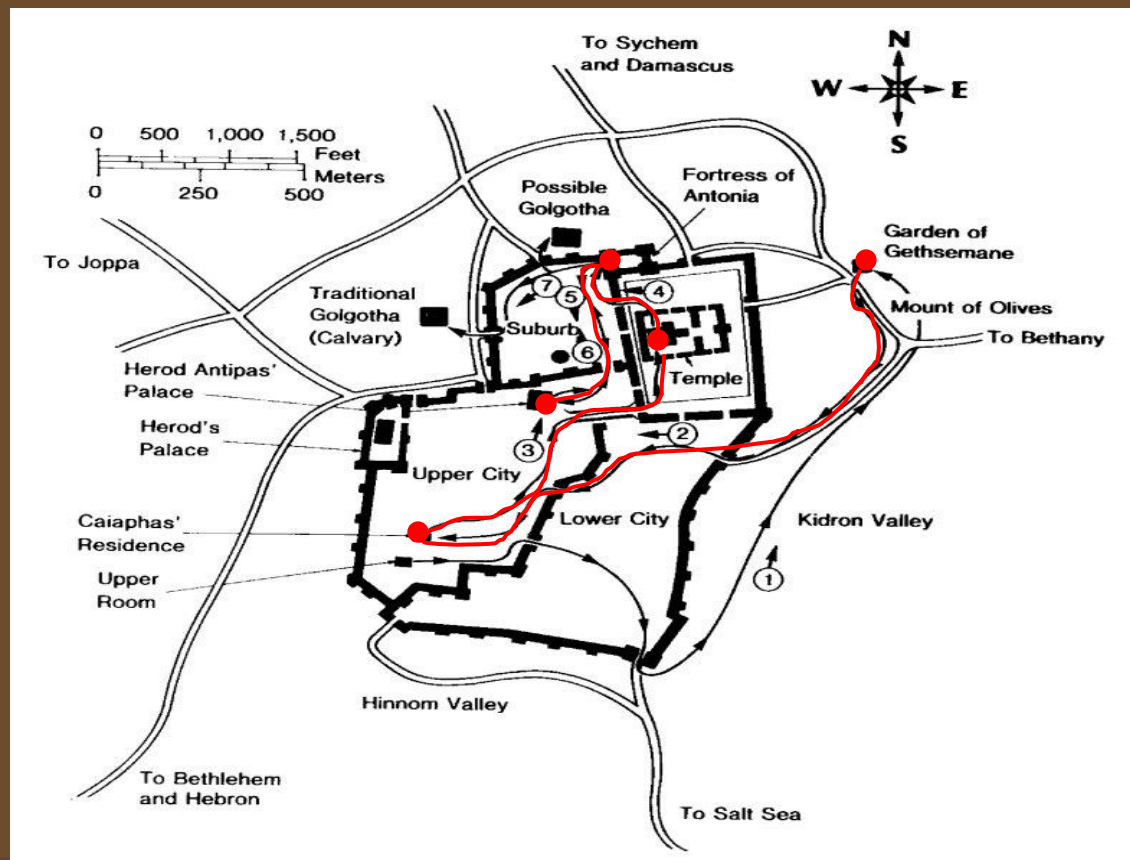 To Sychem
and Damascus
N
W
E
S
0 500 1,000 1,500
Feet
Meters
0 250 500
Possible
Golgotha
Fortress of
Antonia
Garden of
Gethsemane
To Joppa
Traditional
Golgotha
(Calvary)
7
5
4
Suburb
Mount of Olives
To Bethany
6
Temple
Herod Antipas'
Palace
Herod's
Palace
3
2
Upper City
Caiaphas'
Residence
Lower City
Kidron Valley
Upper
Room
1
Hinnom Valley
To Bethlehem
and Hebron
To Salt Sea